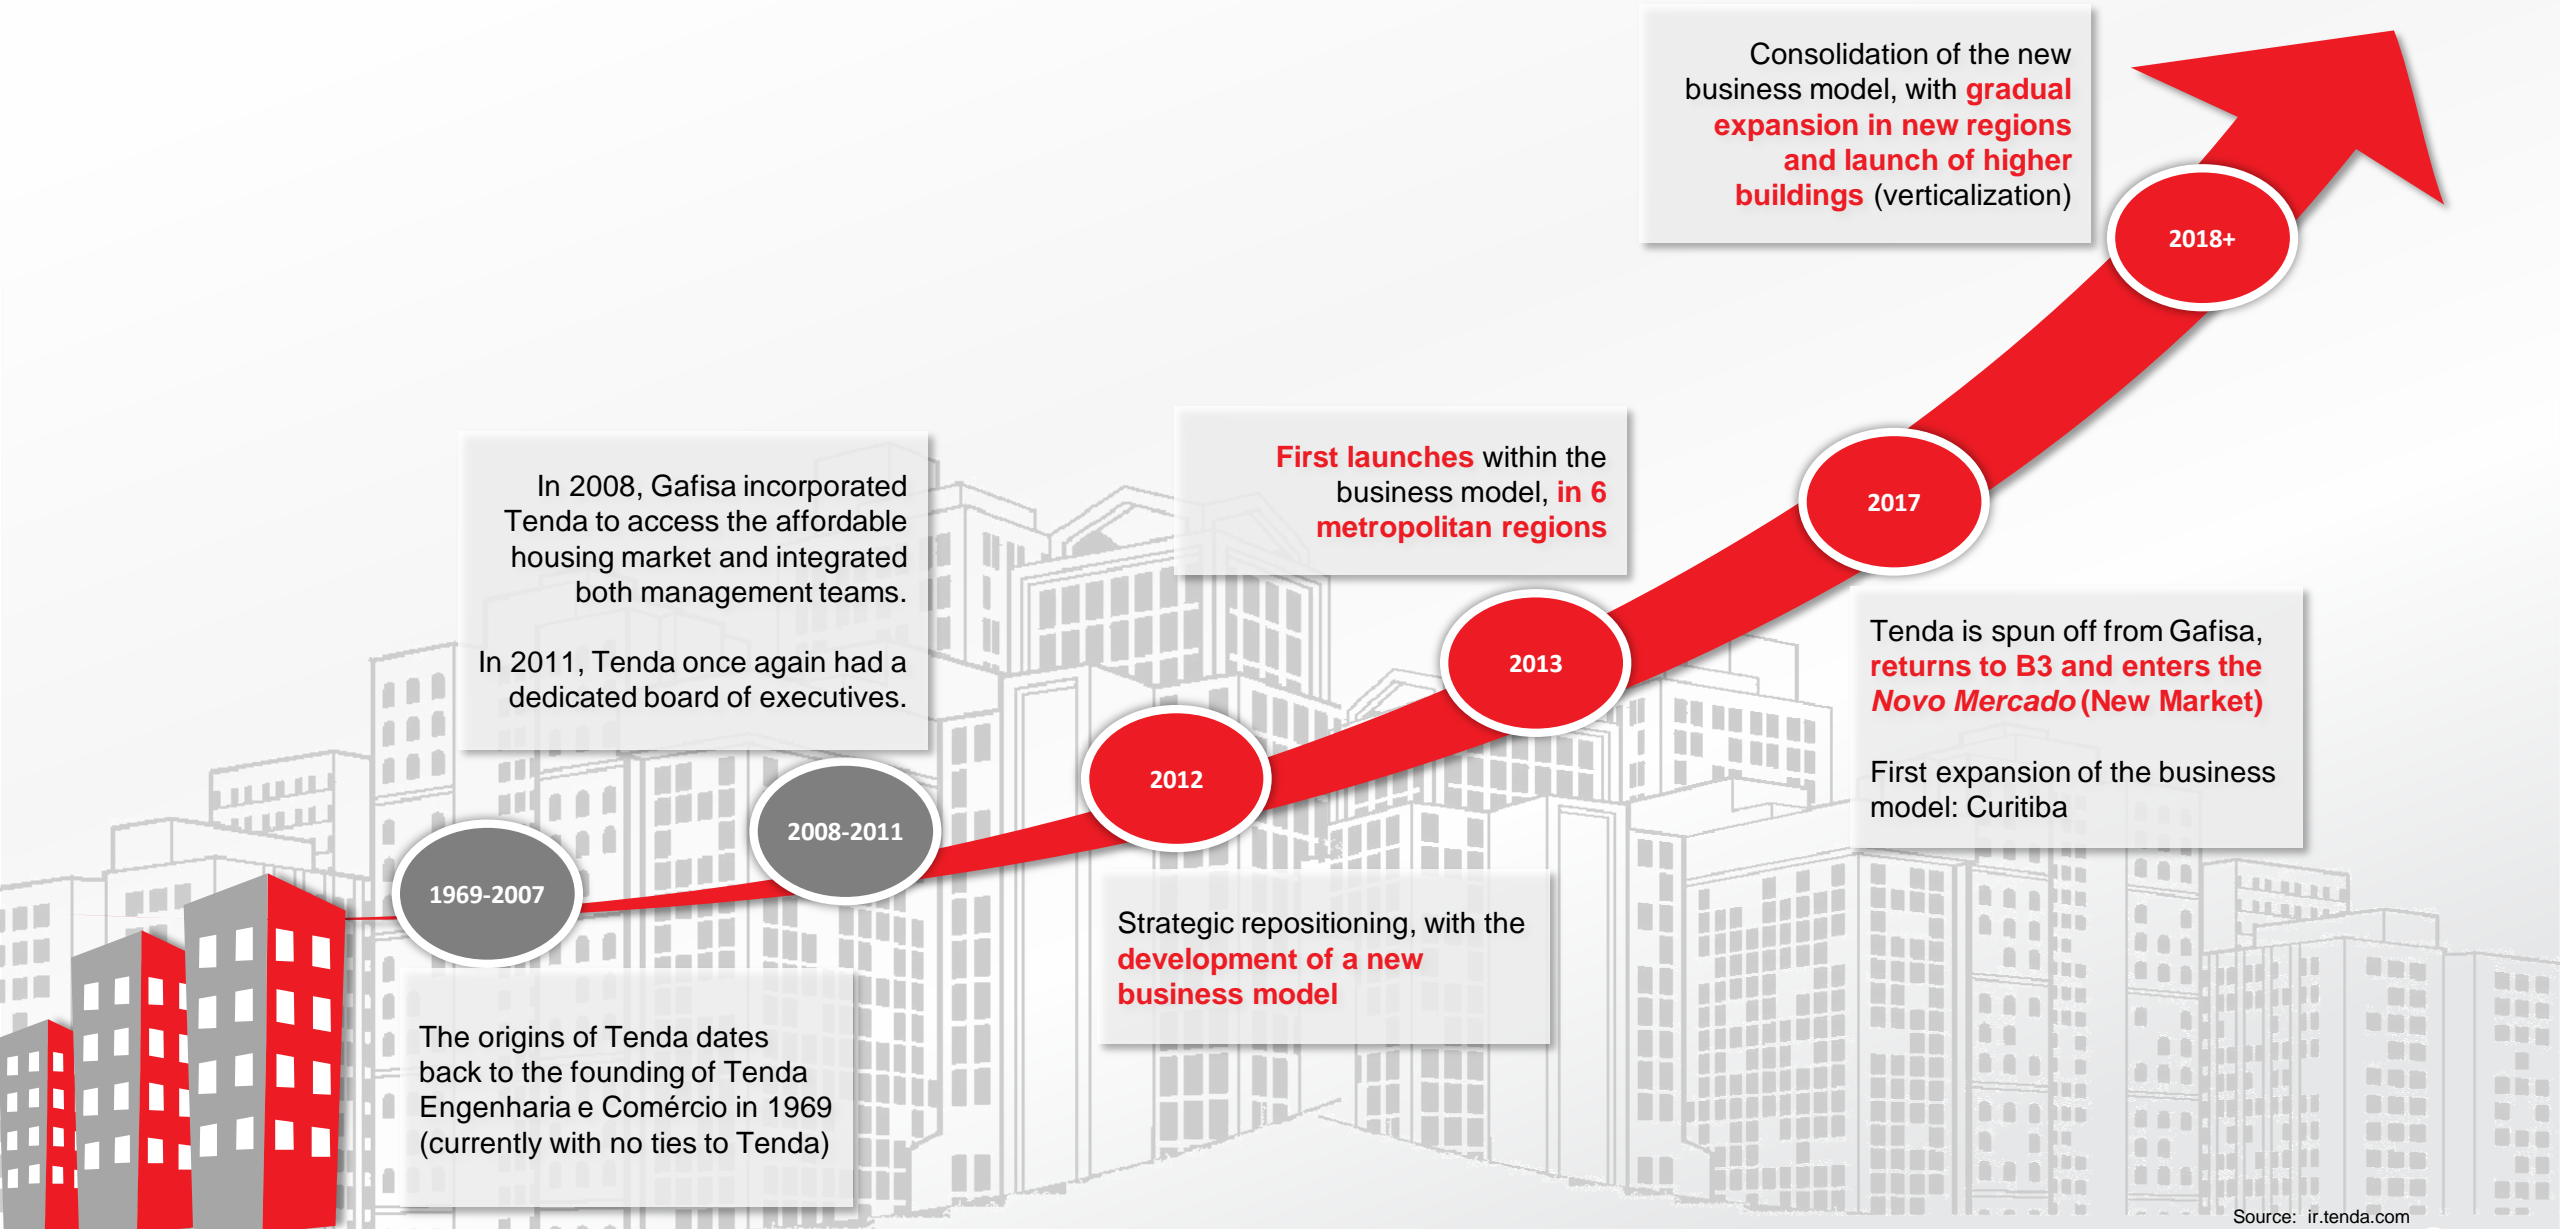 1969-2007
The origins of Tenda dates
back to the founding of Tenda
Engenharia e Comércio in 1969
(currently with no ties to Tenda)
2008-2011
In 2008, Gafisa incorporated
Tenda to access the affordable
housing market and integrated
both management teams.
In 2011, Tenda once again had a
dedicated board of executives.
2012
Strategic repositioning, with the
development of a new
business model
2013
First launches within the
business model, in 6
metropolitan regions
2017
Tenda is spun off from Gafisa,
returns to B3 and enters the
Novo Mercado (New Market)
First expansion of the business
model: Curitiba
2018+
Consolidation of the new
business model, with gradual
expansion in new regions
and launch of higher
buildings (verticalization)
Source: ir.tenda.com